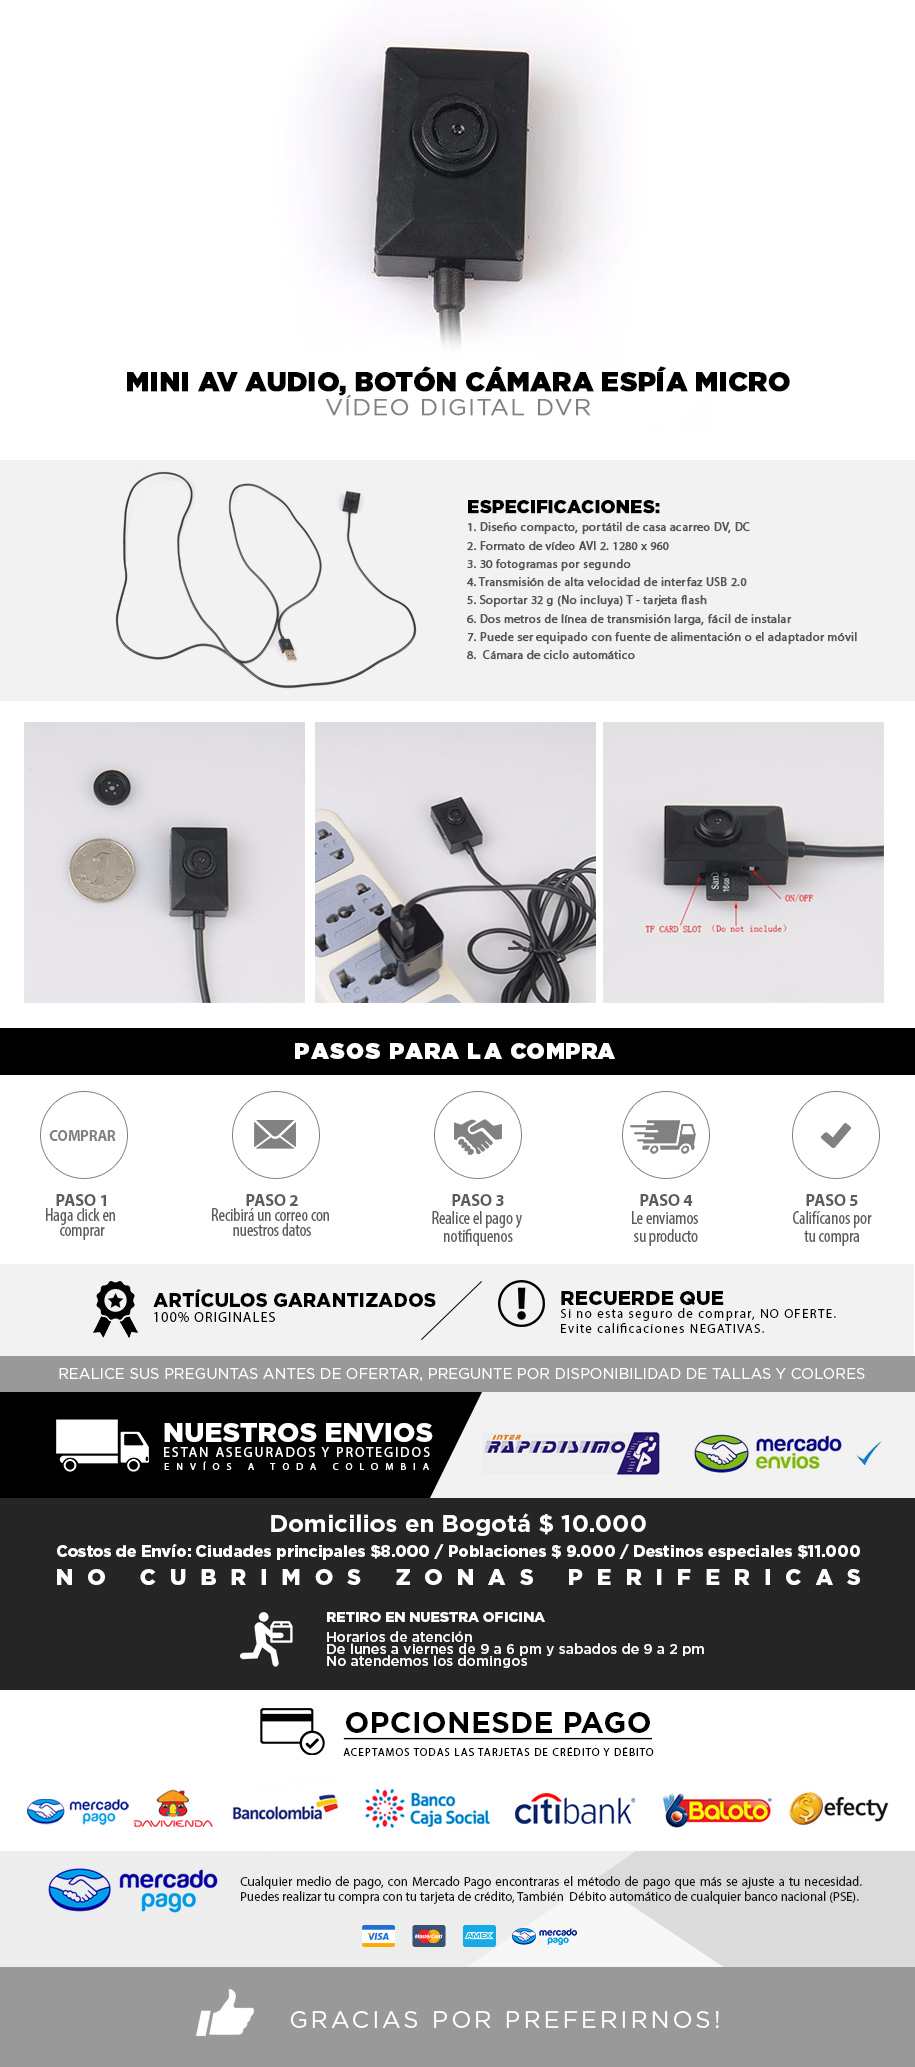 MINI AV AUDIO, BOTÓN CÁMARA ESPÍA MICRO
VÍDEO DIGITAL DVR
ESPECIFICACIONES:
1. Diseño compacto, portátil de casa acarreo DV, DC
2. Formato de vídeo AVI 2. 1280 x 960
3. 30 fotogramas por segundo
4. Transmisión de alta velocidad de interfaz USB 2.0
5. Soportar 32 g (No incluya) T - tarjeta flash
6. Dos metros de línea de transmisión larga, fácil de instalar
7. Puede ser equipado con fuente de alimentación o el adaptador móvil
8. Cámara de ciclo automático
1
San
16GB
ON/OFF
TF CARD SLOT (Do not include)
PASOS PARA LA COMPRA
COMPRAR
PASO 1
Haga click en
comprar
PASO 2
Recibirá un correo con
nuestros datos
PASO 3
Realice el pago y
notifiquenos
PASO 4
Le enviamos
su producto
PASO 5
Califícanos por
tu compra
ARTÍCULOS GARANTIZADOS
100% ORIGINALES
RECUERDE QUE
Si no esta seguro de comprar, NO OFERTE.
Evite calificaciones NEGATIVAS.
REALICE SUS PREGUNTAS ANTES DE OFERTAR, PREGUNTE POR DISPONIBILIDAD DE TALLAS Y COLORES
NUESTROS ENVIOS
ESTAN ASEGURADOS Y PROTEGIDOS
ENVÍOS A TODA COLOMBIA
INTER
RAPIDISIMO
mercado
envios
Domicilios en Bogotá $ 10.000
Costos de Envío: Ciudades principales $8.000 / Poblaciones $ 9.000 / Destinos especiales $11.000
NO CUBRIMOS ZONAS PERIFERICAS
RETIRO EN NUESTRA OFICINA
Horarios de atención
De lunes a viernes de 9 a 6 pm y sabados de 9 a 2 pm
No atendemos los domingos
OPCIONESDE PAGO
ACEPTAMOS TODAS LAS TARJETAS DE CRÉDITO Y DÉBITO
mercado
pago
DAVIVIENDA
Bancolombia
Banco
Caja Social
citibank
Baloto
$efecty
mercado
pago
Cualquier medio de pago, con Mercado Pago encontraras el método de pago que más se ajuste a tu necesidad.
Puedes realizar tu compra con tu tarjeta de crédito, También Débito automático de cualquier banco nacional (PSE).
VISA
MasterCard
AMEX
mercado
pago
GRACIAS POR PREFERIRNOS!